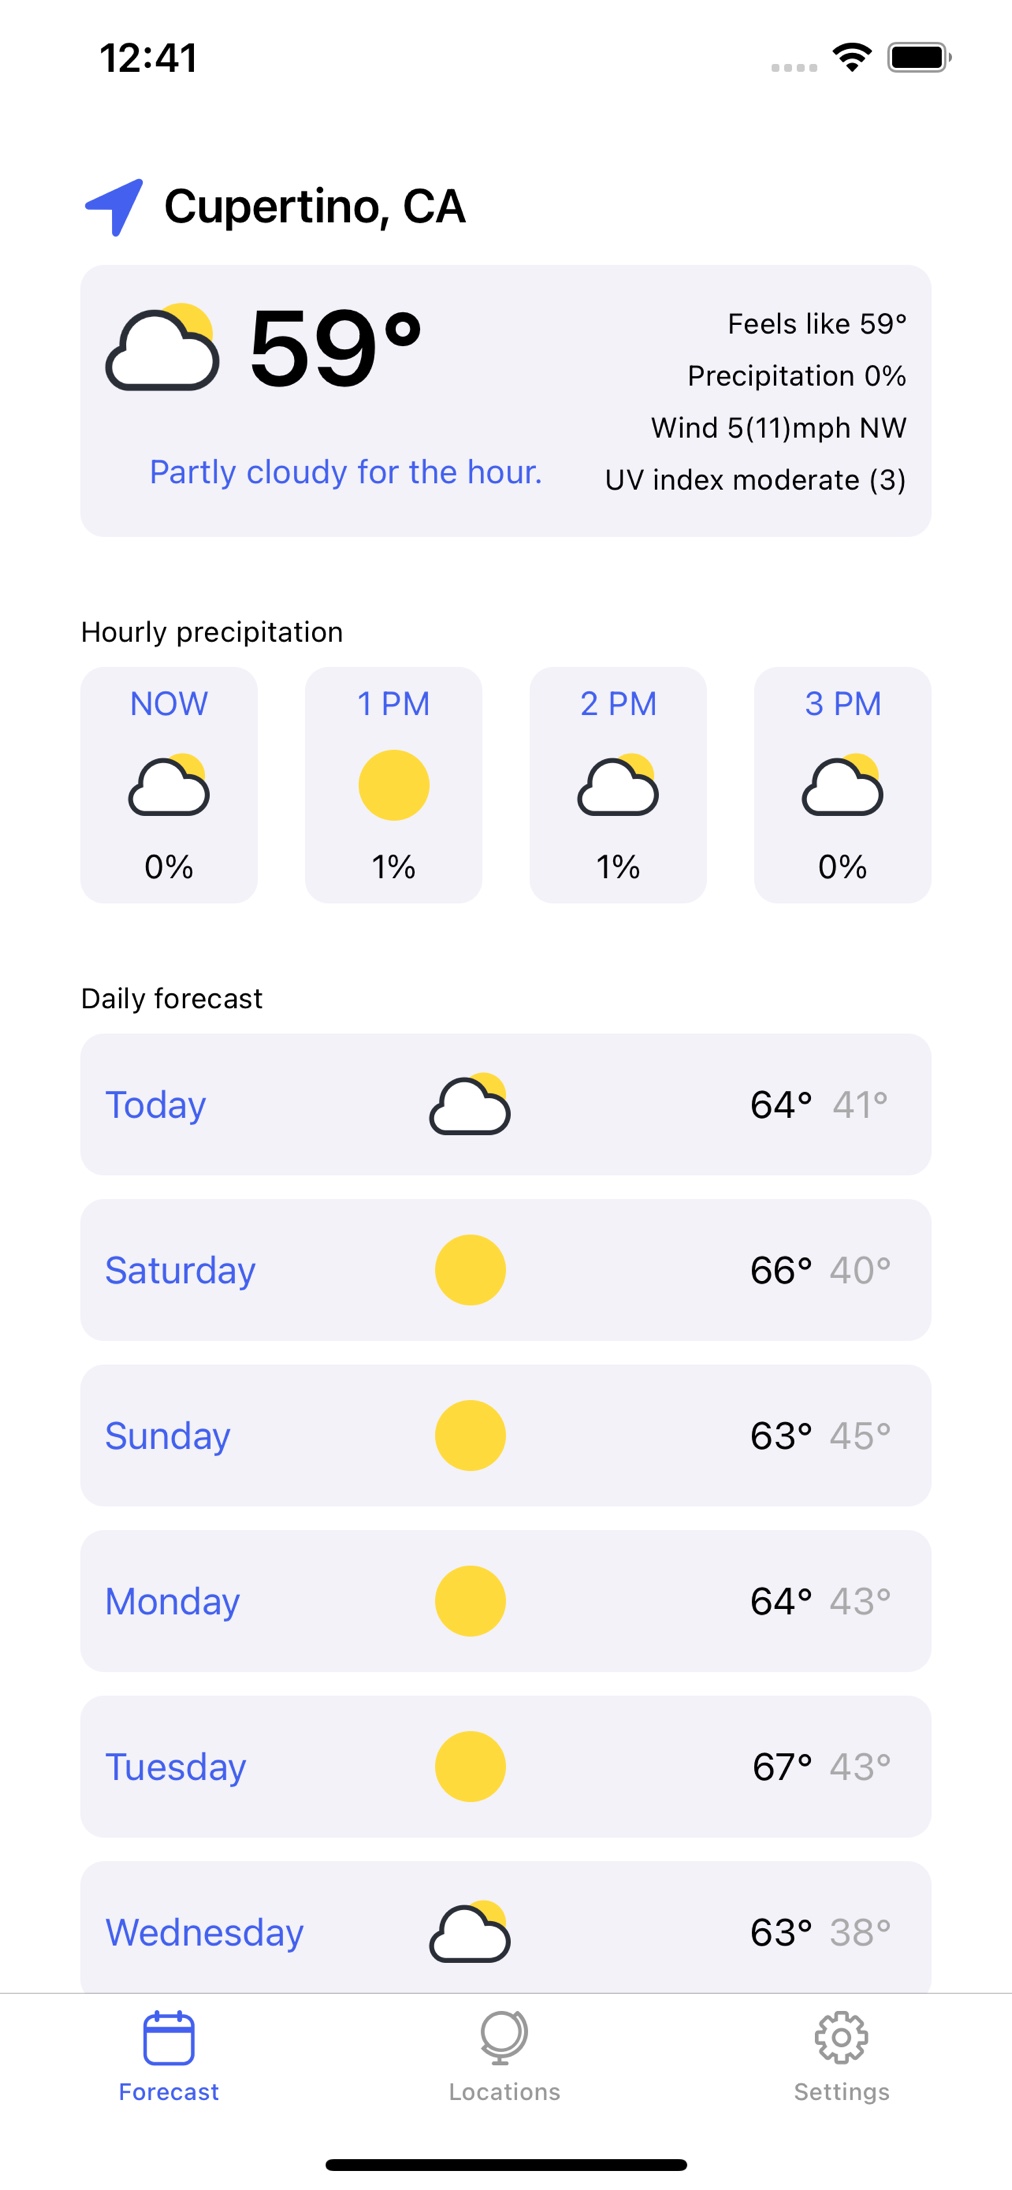 12:41
Cupertino, CA
59°
Feels like 59°
Precipitation 0%
Wind 5(11)mph NW
Partly cloudy for the hour.
UV index moderate (3)
Hourly precipitation
NOW 1 PM 2 PM 3 PM
0% 1% 1% 0%
Daily forecast
Today 64° 41°
Saturday 66° 40°
Sunday 63° 45°
Monday 64° 43°
Tuesday 67° 43°
Wednesday 63° 38°
Forecast Locations Settings